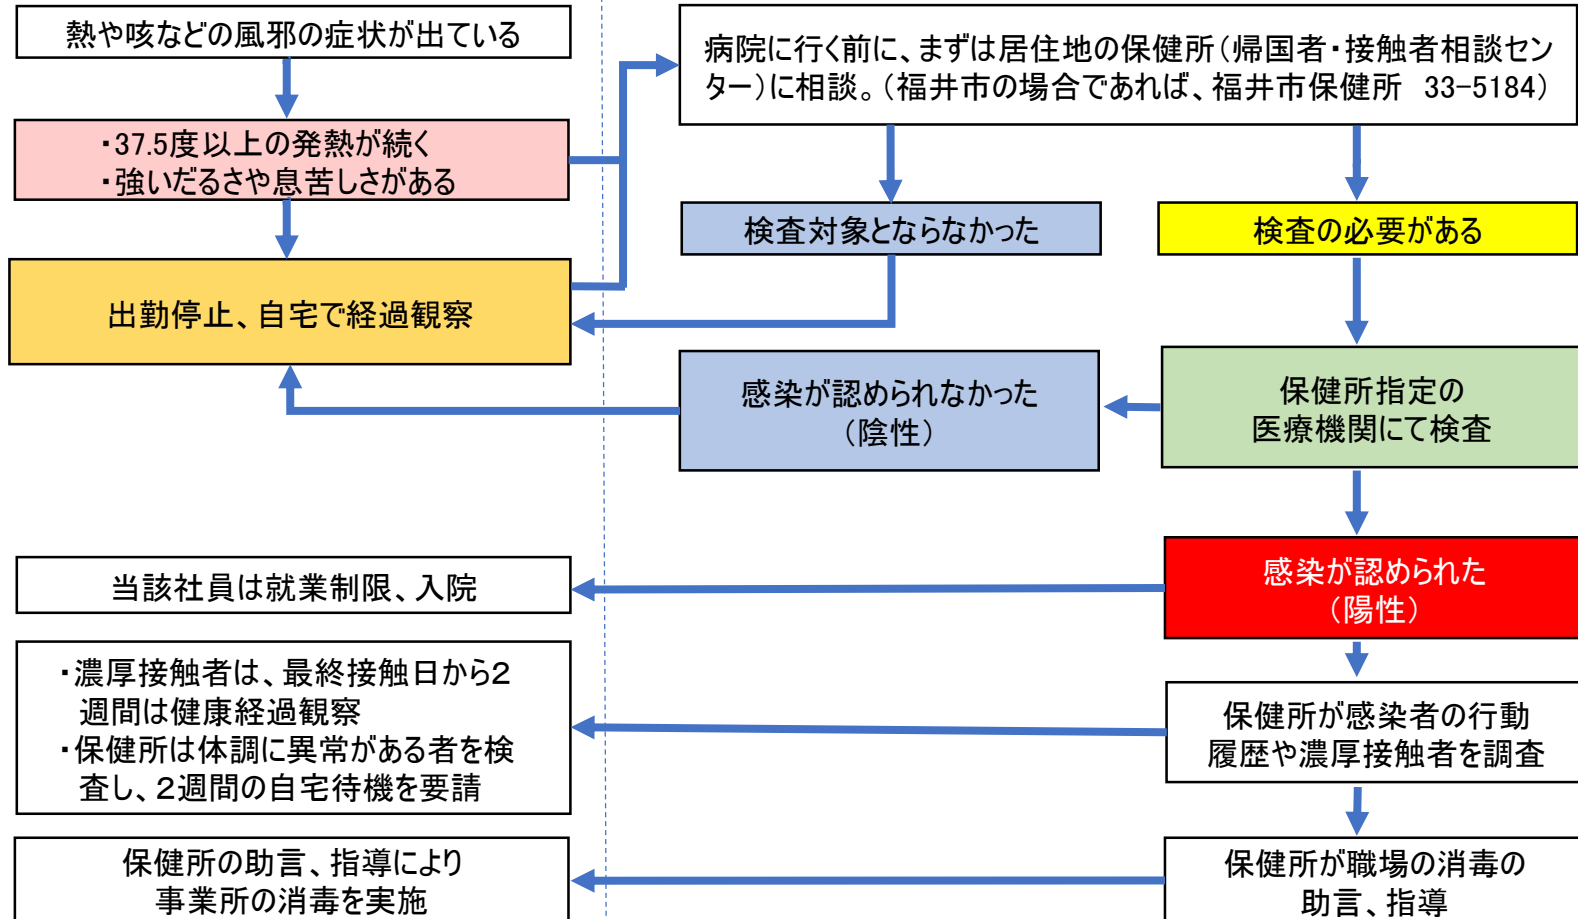 熱や咳などの風邪の症状が出ている
・37.5度以上の発熱が続く
・強いだるさや息苦しさがある
出勤停止、自宅で経過観察
病院に行く前に、まずは居住地の保健所(帰国者・接触者相談セン
ター)に相談。(福井市の場合であれば、福井市保健所 33-5184)
検査対象とならなかった
検査の必要がある
感染が認められなかった
(陰性)
保健所指定の
医療機関にて検査
感染が認められた
(陽性)
当該社員は就業制限、入院
・濃厚接触者は、最終接触日から2
週間は健康経過観察
・保健所は体調に異常がある者を検
査し、2週間の自宅待機を要請
保健所が感染者の行動
履歴や濃厚接触者を調査
保健所の助言、指導により
事業所の消毒を実施
保健所が職場の消毒の
助言、指導